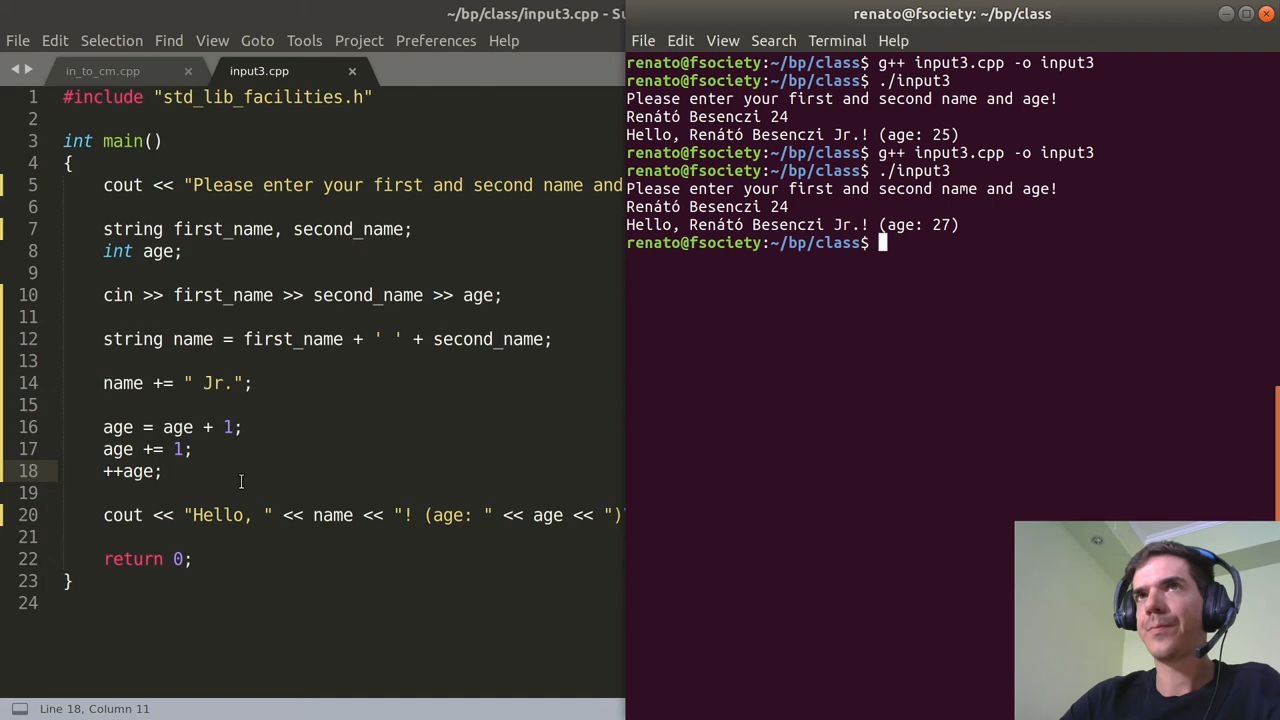 ~/bp/class/input3.cpp - Su
File Edit Selection Find View Goto Tools Project Preferences Help
in_to_cm.cpp × input3.cpp ×
1 #include "std_lib_facilities.h"
2
3 int main()
4 {
5 cout << "Please enter your first and second name and
6
7 string first_name, second_name;
8 int age;
9
10 cin >> first_name >> second_name >> age;
11
12 string name = first_name + ' ' + second_name;
13
14 name += " Jr.";
15
16 age = age + 1;
17 age += 1;
18 ++age;
19
20 cout << "Hello, " << name << "! (age: " << age << ")\
21
22 return 0;
23 }
24
Line 18, Column 11
renato@fsociety: ~/bp/class
File Edit View Search Terminal Help
renato@fsociety:~/bp/class$ g++ input3.cpp -o input3
renato@fsociety:~/bp/class$ ./input3
Please enter your first and second name and age!
Renátó Besenczi 24
Hello, Renátó Besenczi Jr.! (age: 25)
renato@fsociety:~/bp/class$ g++ input3.cpp -o input3
renato@fsociety:~/bp/class$ ./input3
Please enter your first and second name and age!
Renátó Besenczi 24
Hello, Renátó Besenczi Jr.! (age: 27)
renato@fsociety:~/bp/class$